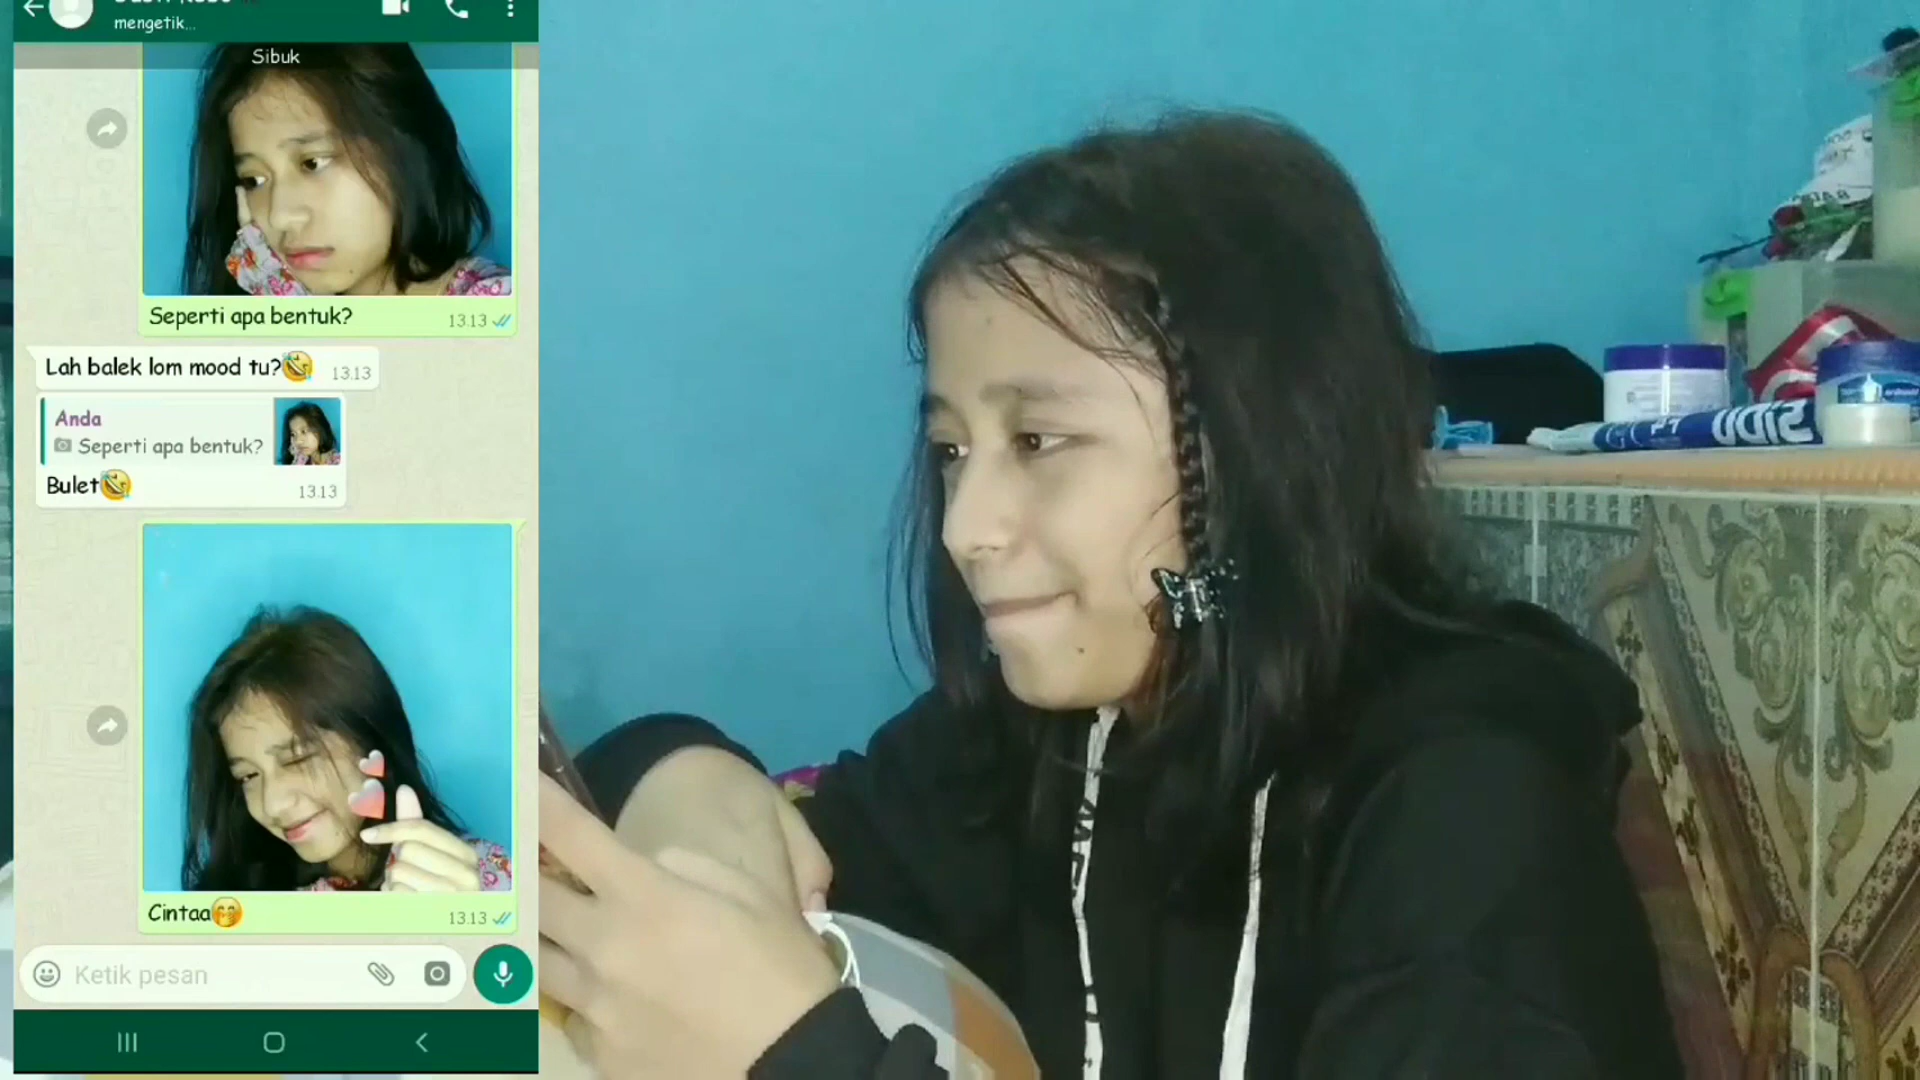 mengetik...
Sibuk
Seperti apa bentuk?
13.13
Lah balek lom mood tu?🤣
13.13
Anda
Seperti apa bentuk?
Bulet🤣
13.13
Cintaa🤭
13.13
Ketik pesan